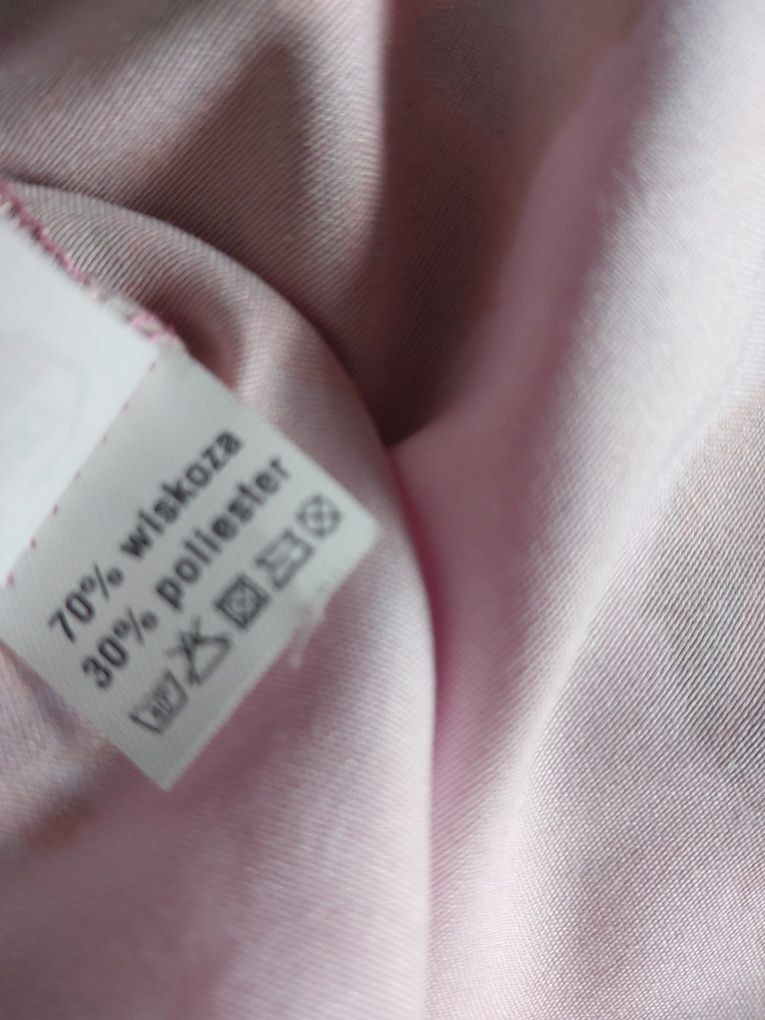 70% wiskoza
30% poliester